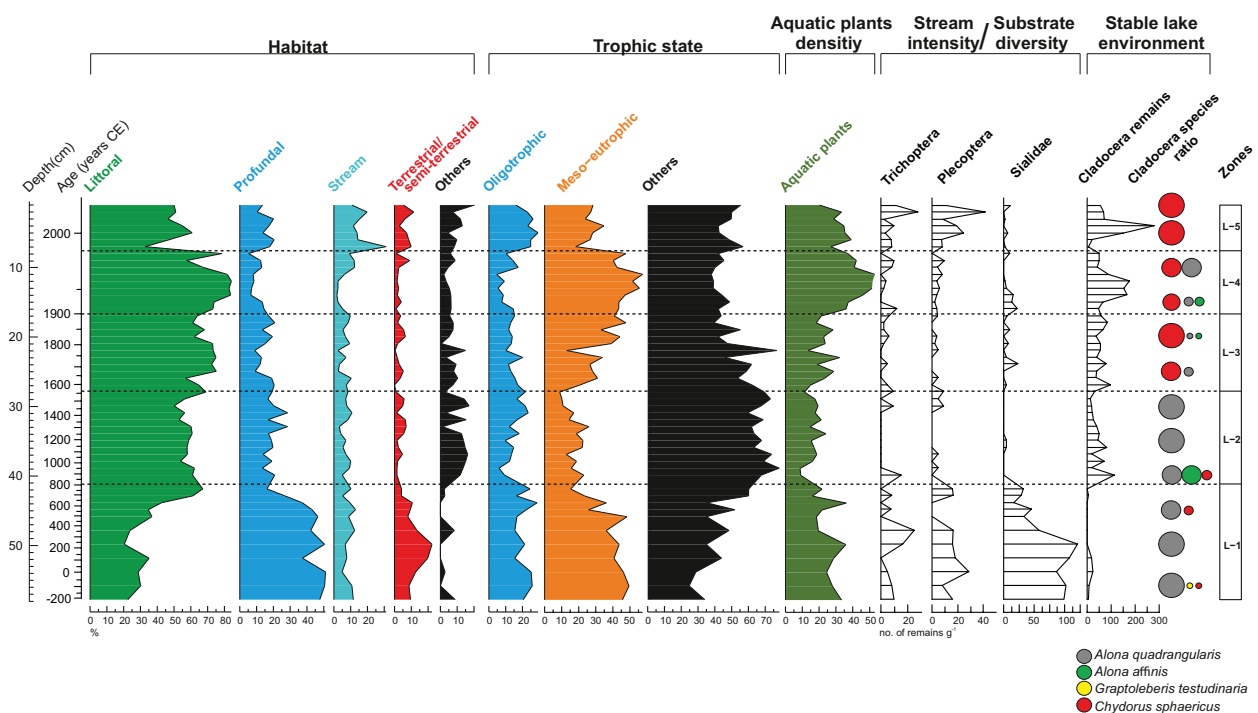 Habitat
Trophic state
Aquatic plants
densitiy
Stream
intensity/
Substrate
diversity
Stable lake
environment
Depth(cm)
Age (years CE)
Littoral
Profundal
Stream
Terrestrial/
semi-terrestrial
Others
Oligotrophic
Meso-eutrophic
Others
Aquatic plants
Trichoptera
Plecoptera
Sialidae
Cladocera remains
Cladocera species
ratio
Zones
10
20
30
40
50
2000
1900
1800
1600
1400
1200
1000
800
600
400
200
0
-200
L-5
L-4
L-3
L-2
L-1
0 10 20 30 40 50 60 70 80
0 10 20 30 40 50
0 10 20
0 10
0 10
0 10 20
0 10 20 30 40 50
0 10 20 30 40 50 60 70
0 10 20 30 40 50
0 10 20
0 20 40
0 50 100
0 100 200 300
%
no. of remains g-1
Alona quadrangularis
Alona affinis
Graptoleberis testudinaria
Chydorus sphaericus